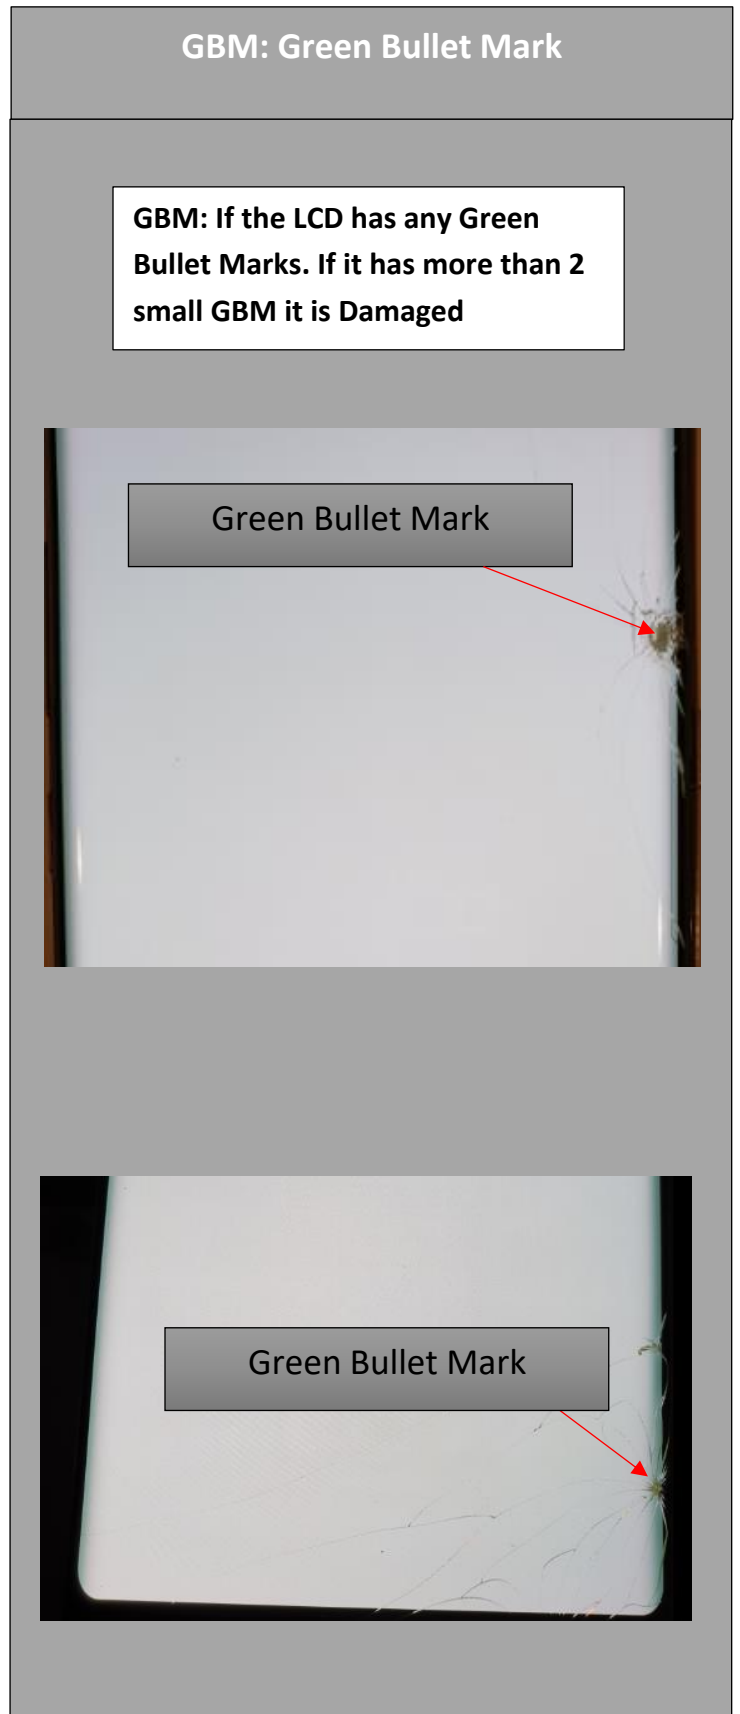 GBM: Green Bullet Mark
GBM: If the LCD has any Green
Bullet Marks. If it has more than 2
small GBM it is Damaged
Green Bullet Mark
Green Bullet Mark